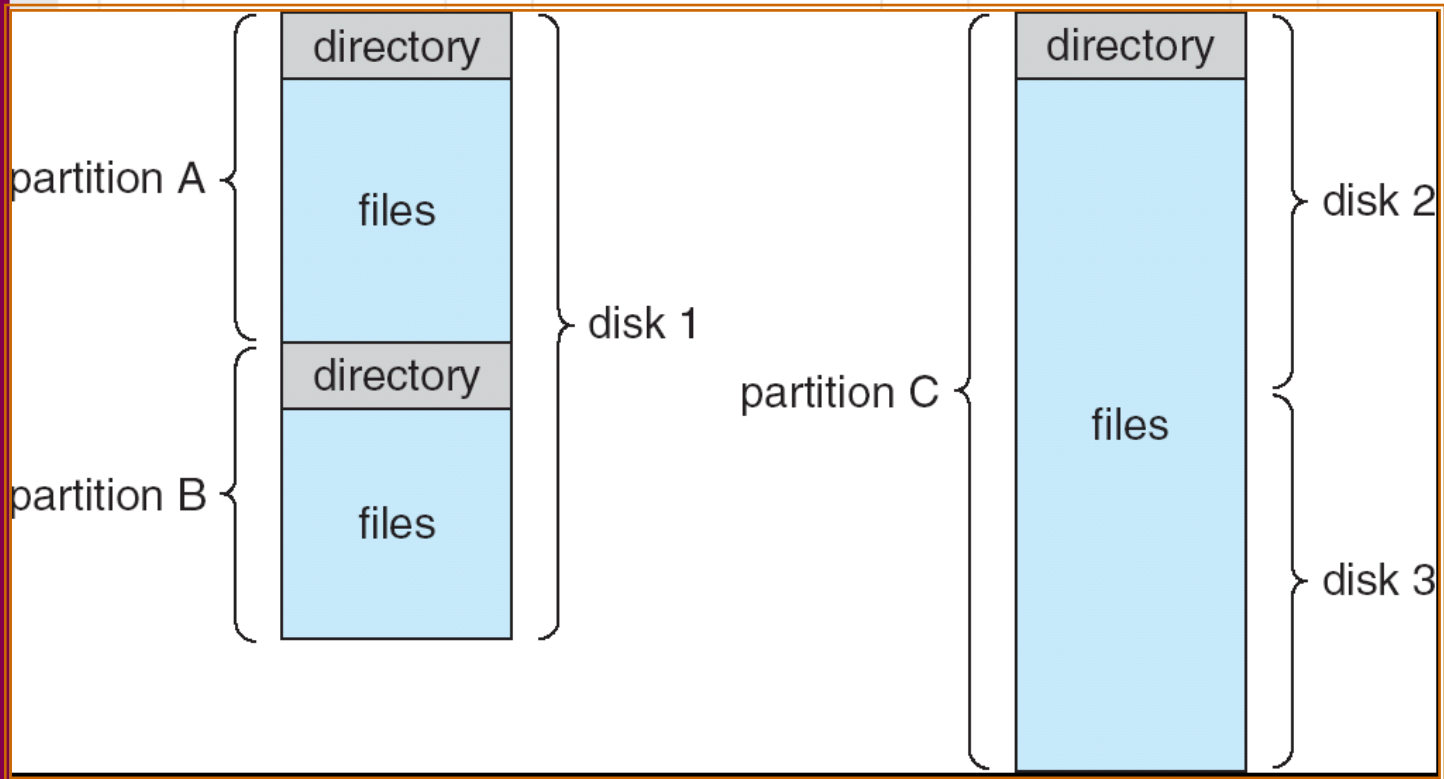 directory
partition A
files
disk 1
directory
partition B
files
directory
disk 2
partition C
files
disk 3